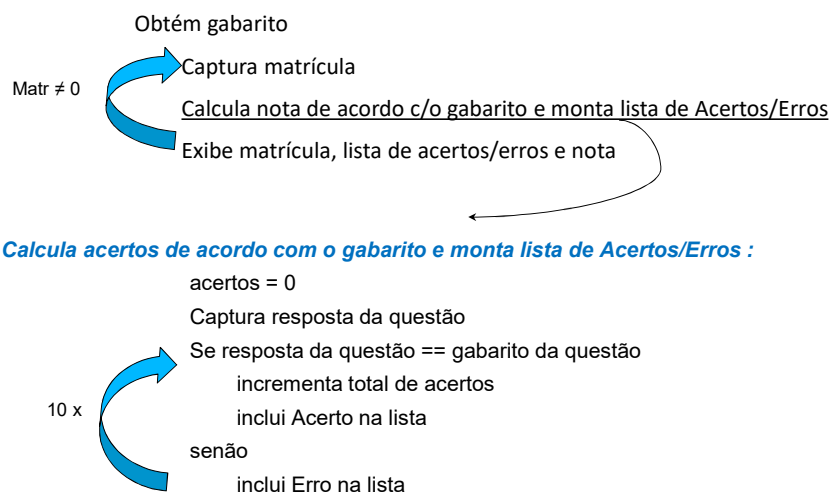 Obtém gabarito
Captura matrícula
Matr ≠ 0
Calcula nota de acordo c/o gabarito e monta lista de Acertos/Erros
Exibe matrícula, lista de acertos/erros e nota
Calcula acertos de acordo com o gabarito e monta lista de Acertos/Erros :
acertos = 0
Captura resposta da questão
Se resposta da questão == gabarito da questão
incrementa total de acertos
10 x
inclui Acerto na lista
senão
inclui Erro na lista